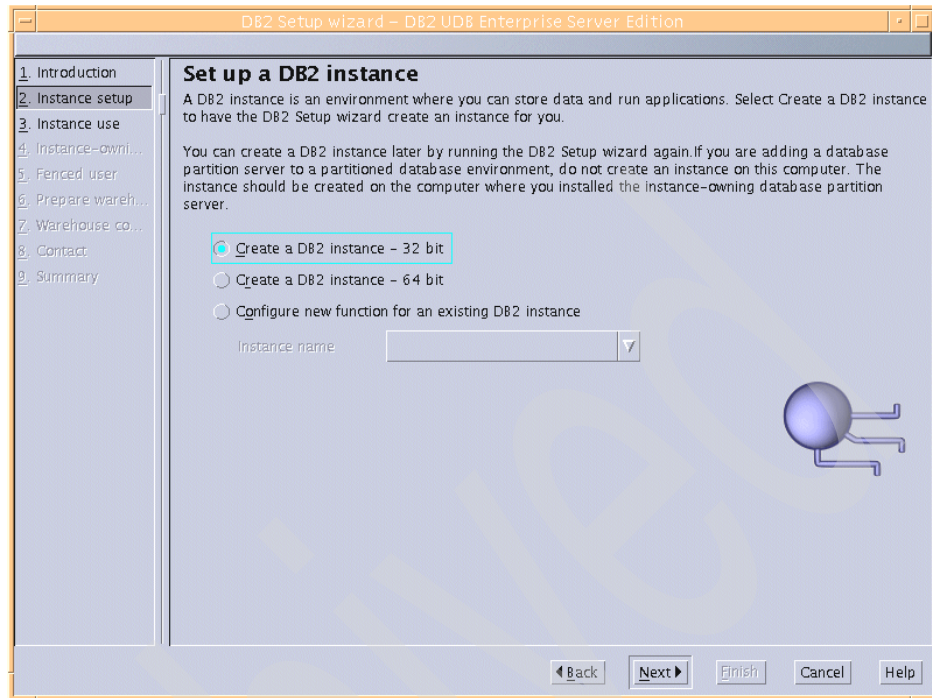 DB2 Setup wizard – DB2 UDB Enterprise Server Edition
1. Introduction
2. Instance setup
3. Instance use
4. Instance-owni...
5. Fenced user
6. Prepare wareh...
7. Warehouse co...
8. Contact
9. Summary
Set up a DB2 instance
A DB2 instance is an environment where you can store data and run applications. Select Create a DB2 instance
to have the DB2 Setup wizard create an instance for you.
You can create a DB2 instance later by running the DB2 Setup wizard again.If you are adding a database
partition server to a partitioned database environment, do not create an instance on this computer. The
instance should be created on the computer where you installed the instance-owning database partition
server.
Create a DB2 instance – 32 bit
Create a DB2 instance – 64 bit
Configure new function for an existing DB2 instance
Instance name
Back Next Finish Cancel Help